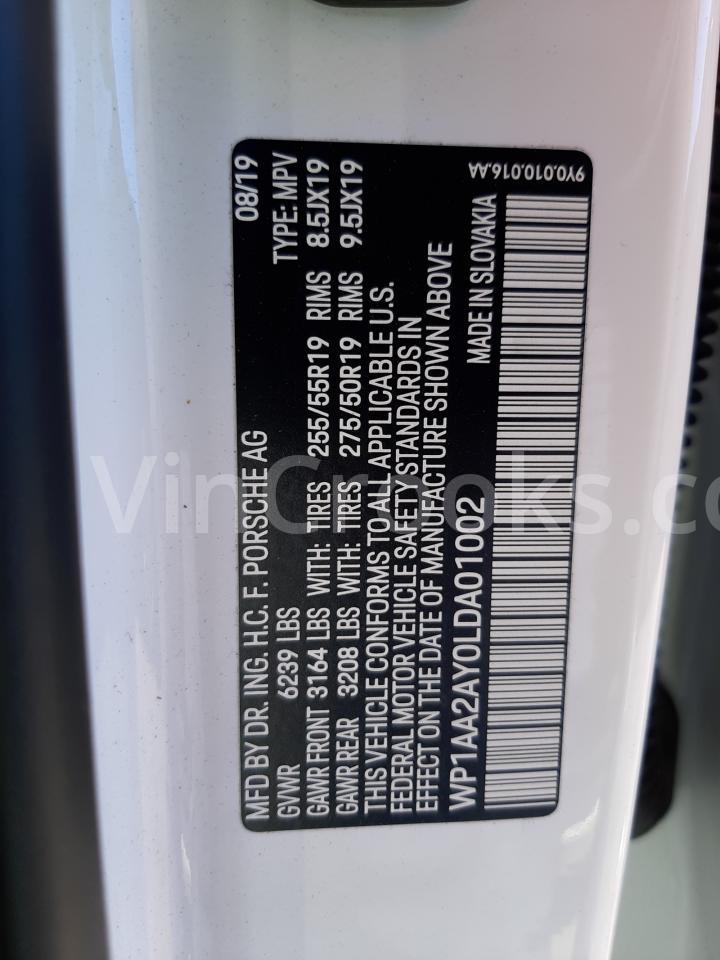 MFD BY DR. ING. H.C. F. PORSCHE AG 08/19
GVWR 6239 LBS TYPE: MPV
GAWR FRONT 3164 LBS WITH: TIRES 255/55R19 RIMS 8.5JX19
GAWR REAR 3208 LBS WITH: TIRES 275/50R19 RIMS 9.5JX19
THIS VEHICLE CONFORMS TO ALL APPLICABLE U.S.
FEDERAL MOTOR VEHICLE SAFETY STANDARDS IN
EFFECT ON THE DATE OF MANUFACTURE SHOWN ABOVE
WP1AA2AY0LDA01002 MADE IN SLOVAKIA
9Y0.010.016.AA
VinCrooks.co